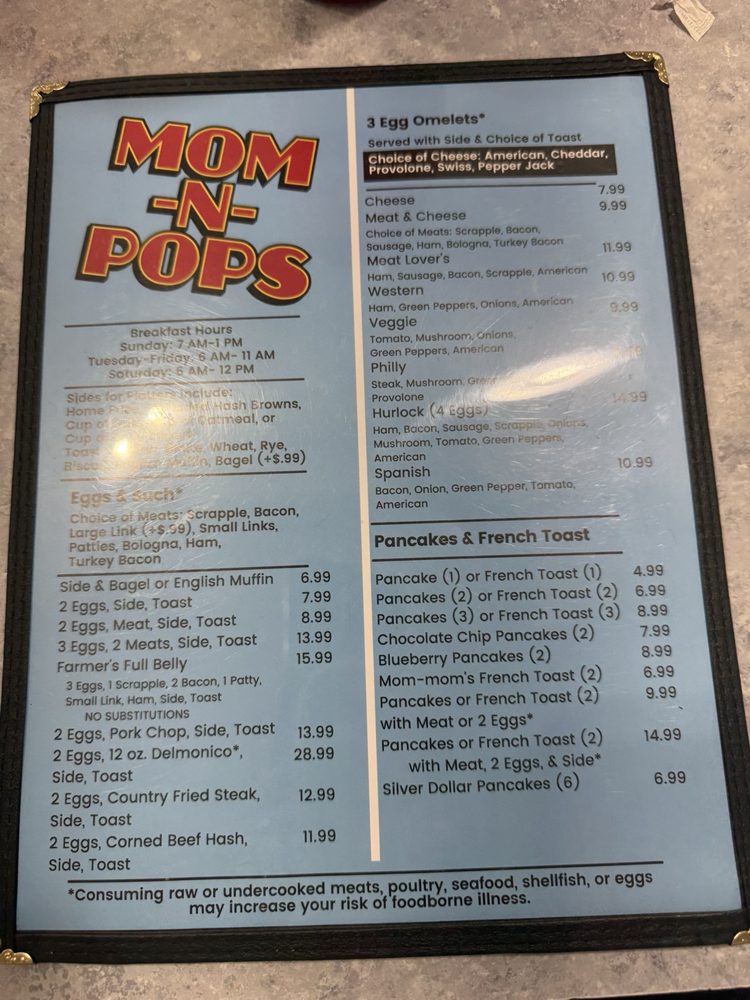 MOM
-N-
POPS
Breakfast Hours
Sunday: 7 AM-1 PM
Tuesday-Friday: 6 AM- 11 AM
Saturday: 6 AM- 12 PM
Sides for Platters Include:
Home Hash Browns,
Cup of Oatmeal, or
Cup of
Toast Wheat, Rye,
Muffin, Bagel (+$.99)
Eggs & Such*
Choice of Meats: Scrapple, Bacon,
Large Link (+$.99), Small Links,
Patties, Bologna, Ham,
Turkey Bacon
Side & Bagel or English Muffin 6.99
2 Eggs, Side, Toast 7.99
2 Eggs, Meat, Side, Toast 8.99
3 Eggs, 2 Meats, Side, Toast 13.99
Farmer's Full Belly 15.99
3 Eggs, 1 Scrapple, 2 Bacon, 1 Patty,
Small Link, Ham, Side, Toast
NO SUBSTITUTIONS
2 Eggs, Pork Chop, Side, Toast 13.99
2 Eggs, 12 oz. Delmonico*, 28.99
Side, Toast
2 Eggs, Country Fried Steak, 12.99
Side, Toast
2 Eggs, Corned Beef Hash, 11.99
Side, Toast
3 Egg Omelets*
Served with Side & Choice of Toast
Choice of Cheese: American, Cheddar,
Provolone, Swiss, Pepper Jack
Cheese 7.99
Meat & Cheese 9.99
Choice of Meats: Scrapple, Bacon,
Sausage, Ham, Bologna, Turkey Bacon
Meat Lover's 11.99
Ham, Sausage, Bacon, Scrapple, American
Western 10.99
Ham, Green Peppers, Onions, American
Veggie 9.99
Tomato, Mushroom, Onions,
Green Peppers, American
Philly
Steak, Mushroom,
Provolone
Hurlock (4 Eggs) 14.99
Ham, Bacon, Sausage, Scrapple, Onions,
Mushroom, Tomato, Green Peppers,
American
Spanish 10.99
Bacon, Onion, Green Pepper, Tomato,
American
Pancakes & French Toast
Pancake (1) or French Toast (1) 4.99
Pancakes (2) or French Toast (2) 6.99
Pancakes (3) or French Toast (3) 8.99
Chocolate Chip Pancakes (2) 7.99
Blueberry Pancakes (2) 8.99
Mom-mom's French Toast (2) 6.99
Pancakes or French Toast (2) 9.99
with Meat or 2 Eggs*
Pancakes or French Toast (2) 14.99
with Meat, 2 Eggs, & Side*
Silver Dollar Pancakes (6) 6.99
*Consuming raw or undercooked meats, poultry, seafood, shellfish, or eggs
may increase your risk of foodborne illness.